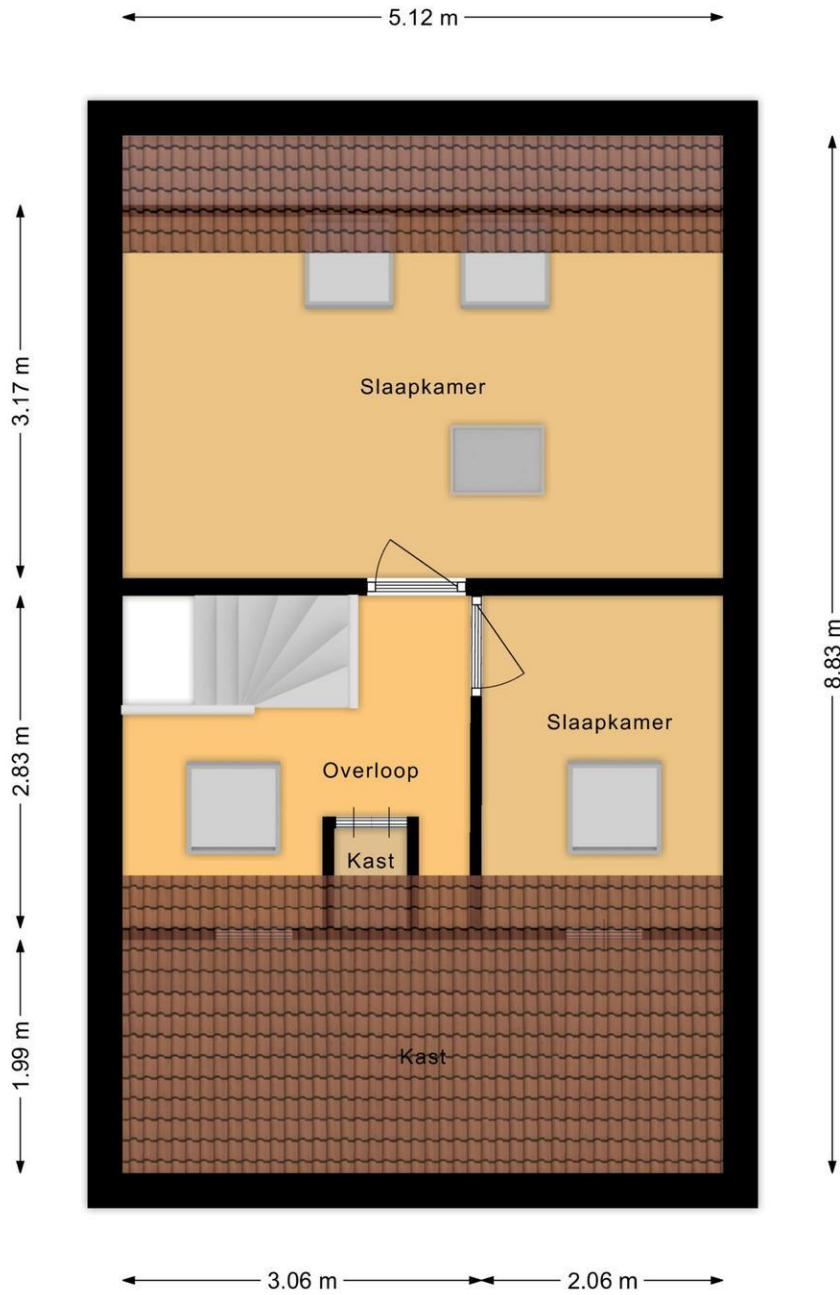 5.12 m
3.17 m
Slaapkamer
8.83 m
2.83 m
Slaapkamer
Overloop
Kast
1.99 m
Kast
3.06 m
2.06 m